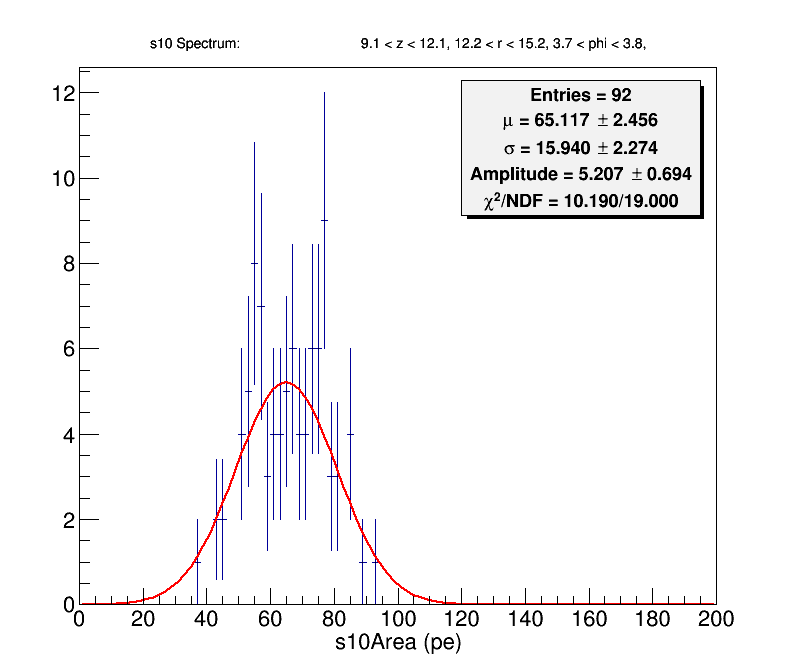 s10 Spectrum: 9.1 < z < 12.1, 12.2 < r < 15.2, 3.7 < phi < 3.8,
Entries = 92
μ = 65.117 ± 2.456
σ = 15.940 ± 2.274
Amplitude = 5.207 ± 0.694
χ²/NDF = 10.190/19.000
12
10
8
6
4
2
0
0 20 40 60 80 100 120 140 160 180 200
s10Area (pe)